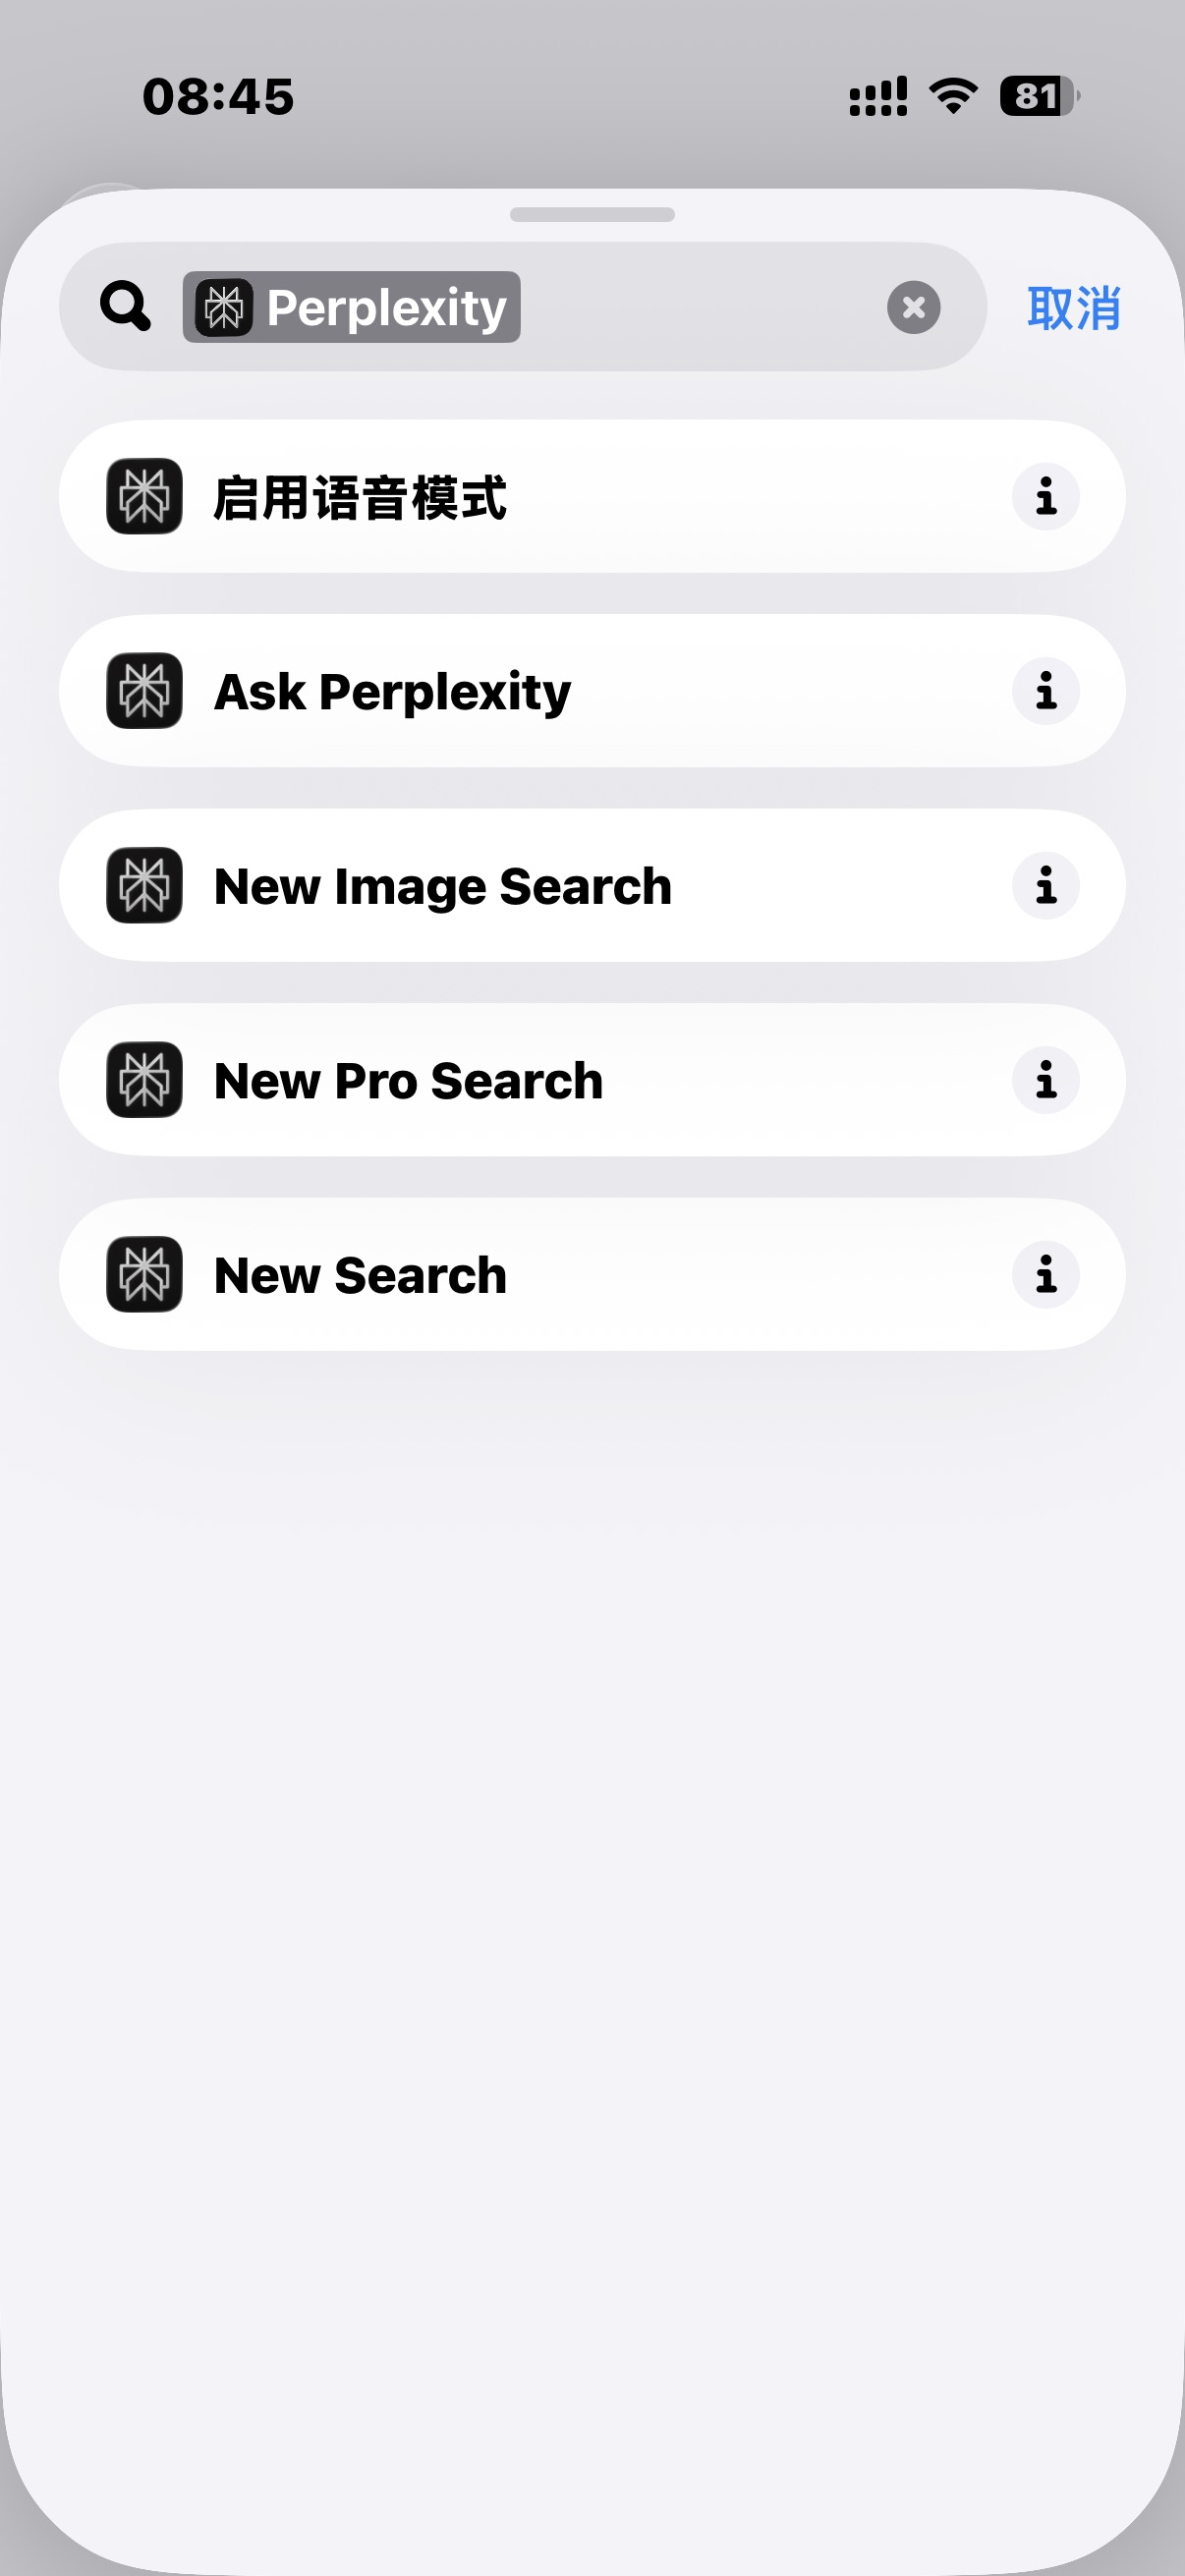 08:45
81
Perplexity
取消
启用语音模式
Ask Perplexity
New Image Search
New Pro Search
New Search